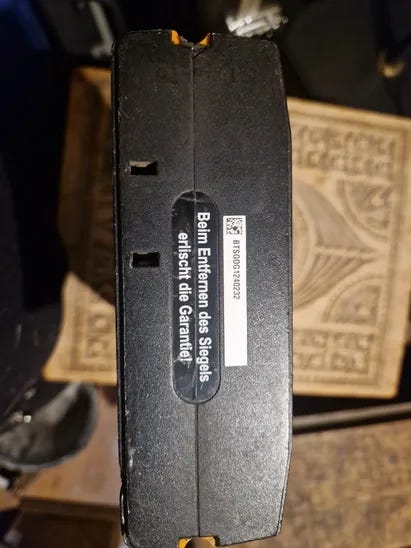 Beim Entfernen des Siegels
erlischt die Garantie!
BTSG0G1240232